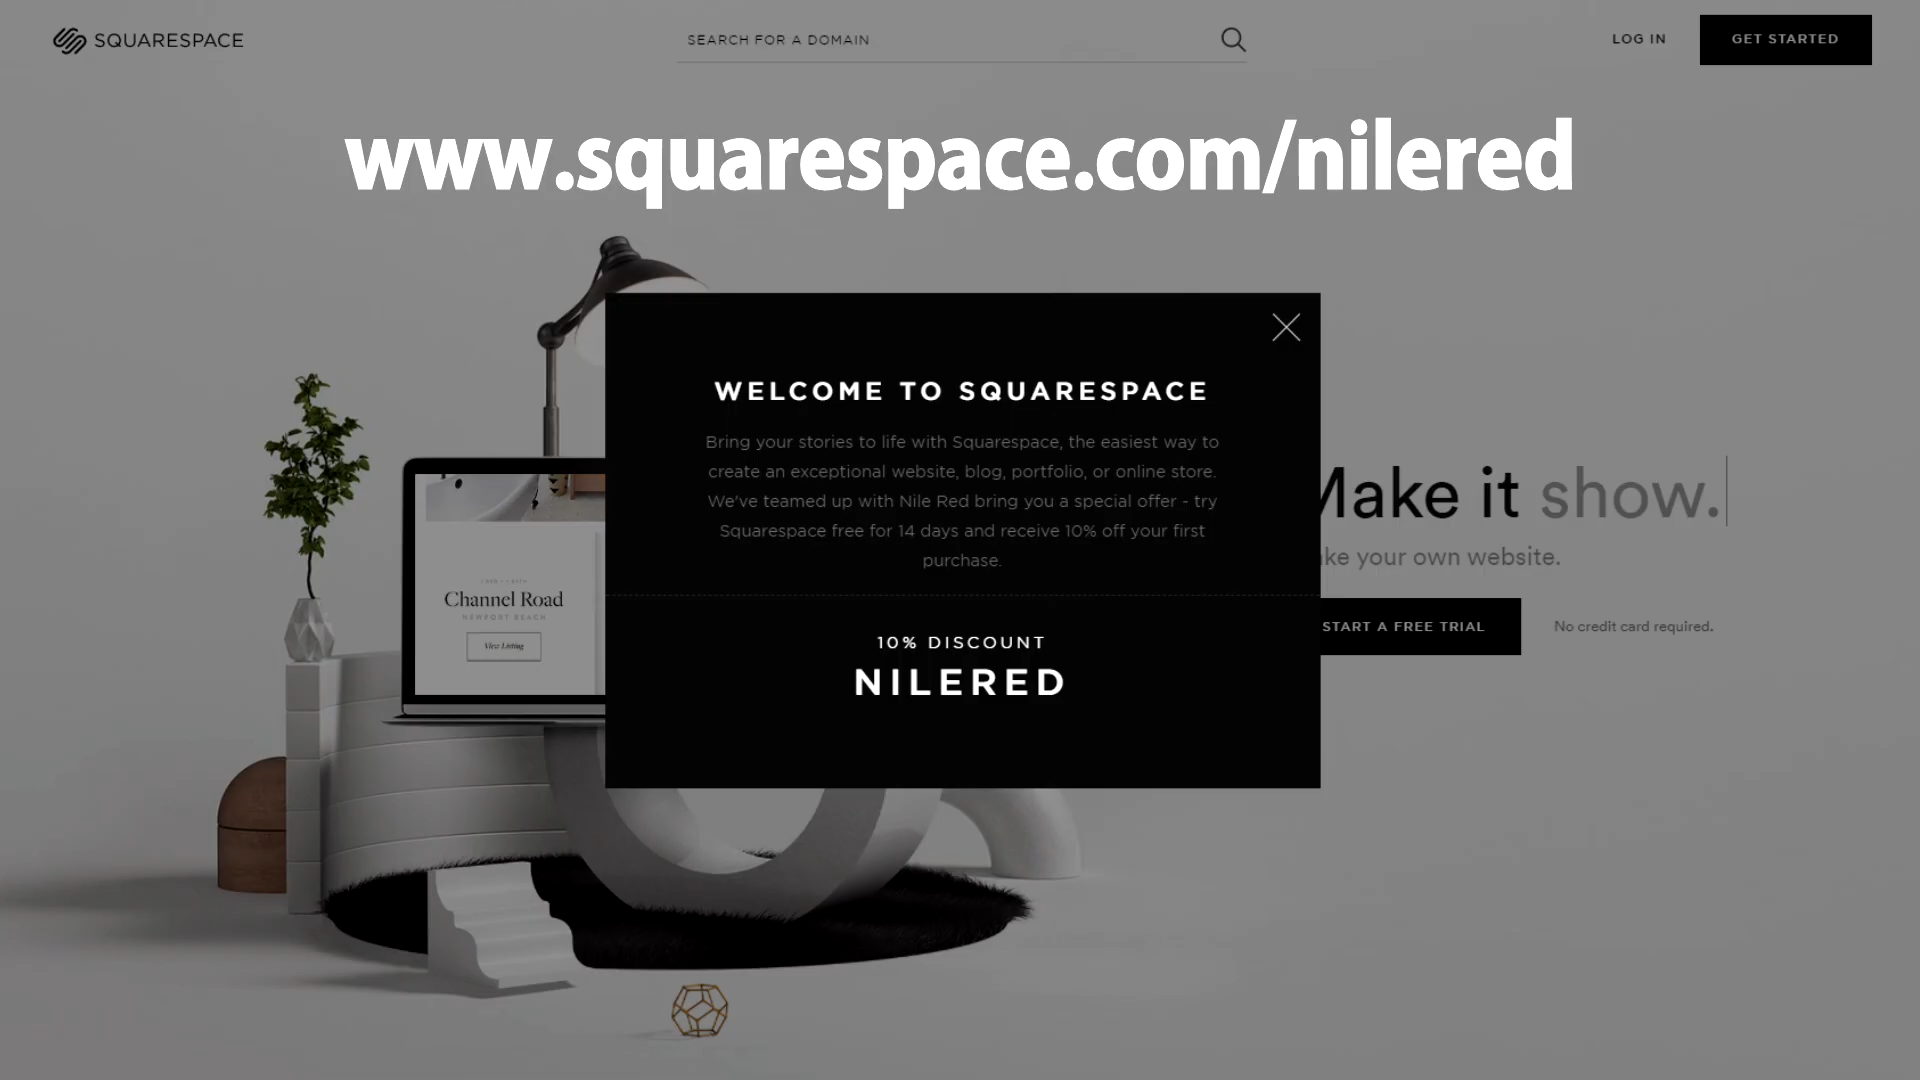 SQUARESPACE
SEARCH FOR A DOMAIN
LOG IN
GET STARTED
www.squarespace.com/nilered
WELCOME TO SQUARESPACE
Bring your stories to life with Squarespace, the easiest way to
create an exceptional website, blog, portfolio, or online store.
We've teamed up with Nile Red bring you a special offer - try
Squarespace free for 14 days and receive 10% off your first
purchase.
10% DISCOUNT
NILERED
Make it show.
your own website.
START A FREE TRIAL
No credit card required.
Channel Road
NEWPORT BEACH
View Listing